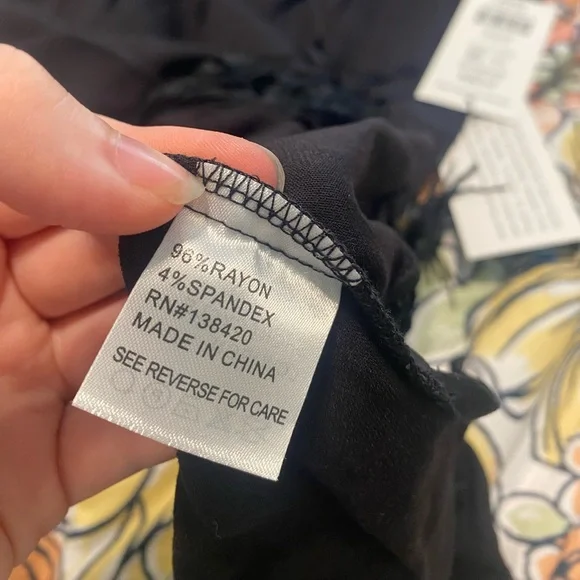 96%RAYON
4%SPANDEX
RN#138420
MADE IN CHINA
SEE REVERSE FOR CARE